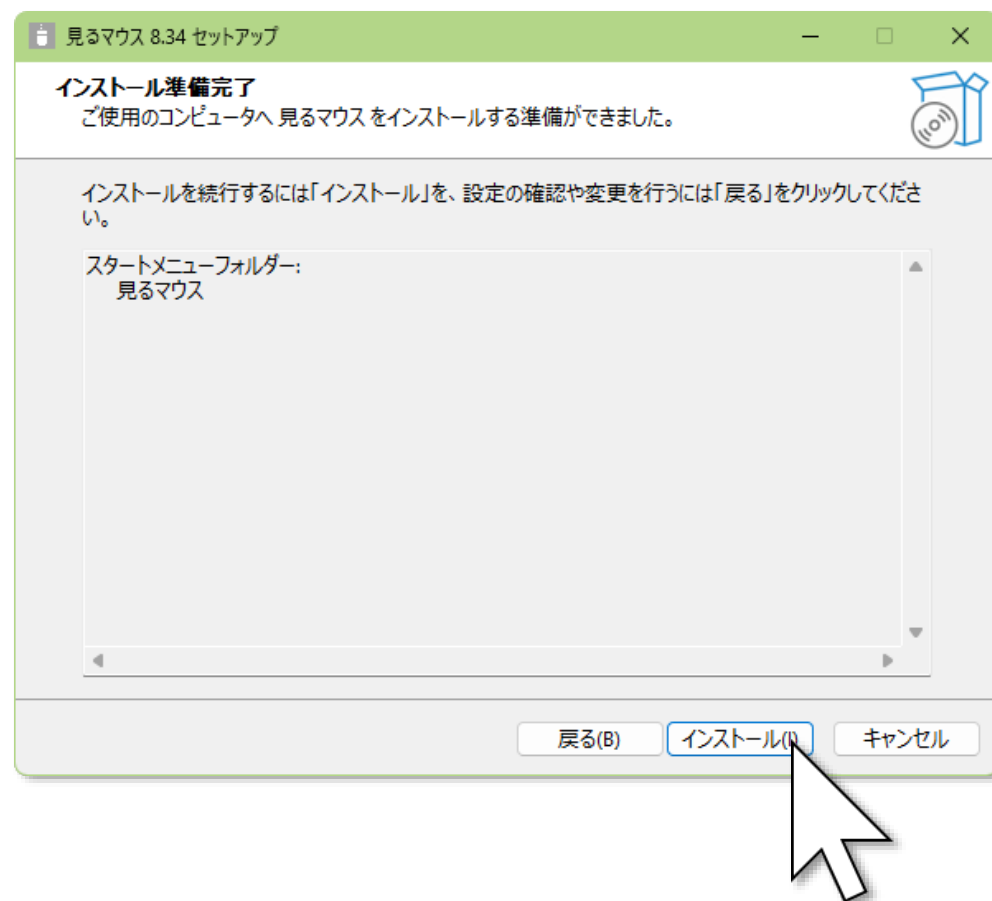 見るマウス 8.34 セットアップ
インストール準備完了
ご使用のコンピュータへ 見るマウス をインストールする準備ができました。
インストールを続行するには「インストール」を、設定の確認や変更を行うには「戻る」をクリックしてくださ
い。
スタートメニューフォルダー:
見るマウス
戻る(B) インストール(I) キャンセル